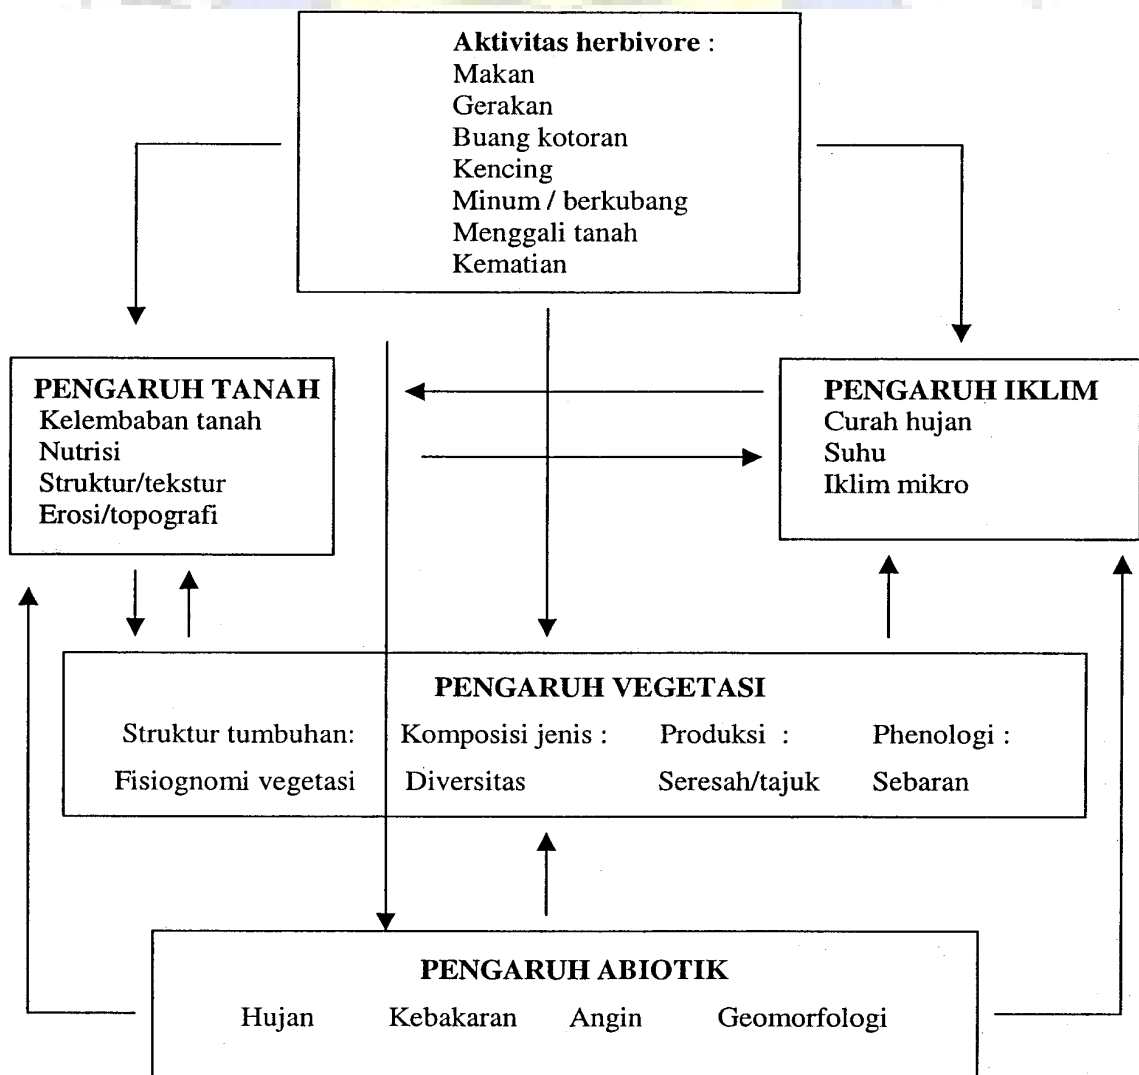 Aktivitas herbivore :
Makan
Gerakan
Buang kotoran
Kencing
Minum / berkubang
Menggali tanah
Kematian
PENGARUH TANAH
Kelembaban tanah
Nutrisi
Struktur/tekstur
Erosi/topografi
PENGARUH IKLIM
Curah hujan
Suhu
Iklim mikro
PENGARUH VEGETASI
Struktur tumbuhan: Komposisi jenis : Produksi : Phenologi :
Fisiognomi vegetasi Diversitas Seresah/tajuk Sebaran
PENGARUH ABIOTIK
Hujan Kebakaran Angin Geomorfologi